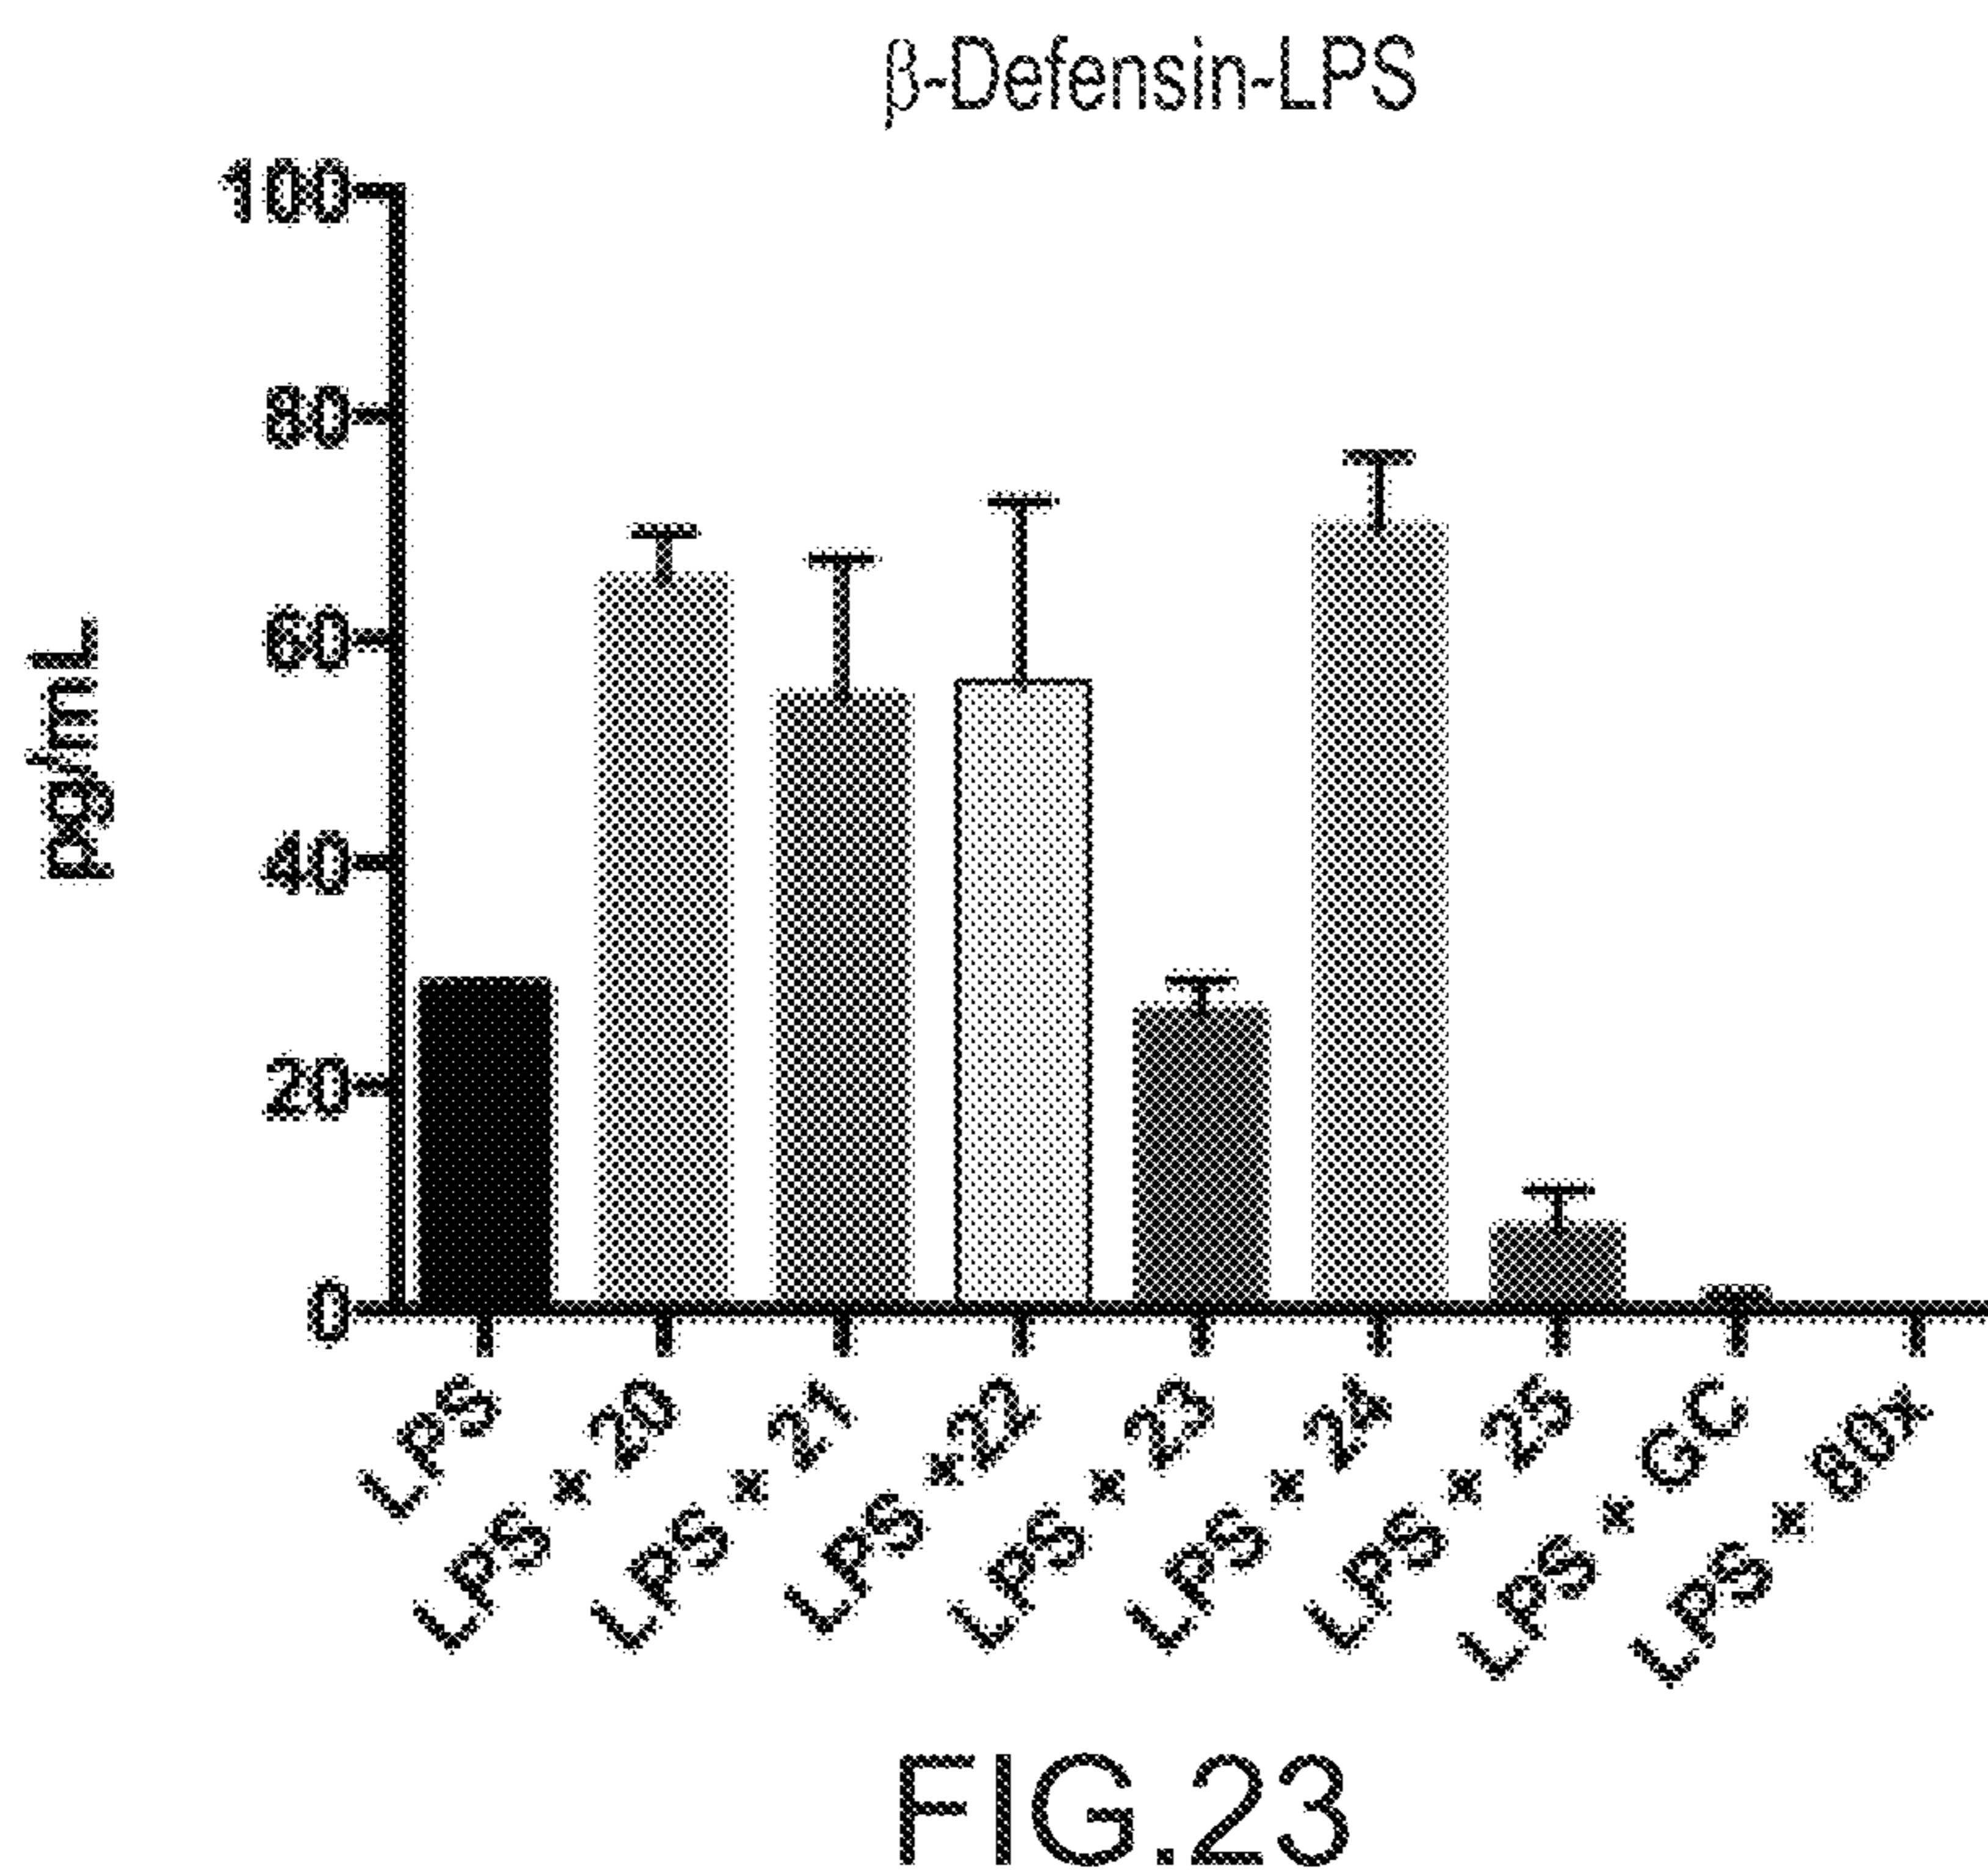 β-Defensin-LPS
100
80
60
40
20
0
pg/mL
LPS
LPS + 20
LPS + 21
LPS +22
LPS + 23
LPS + 24
LPS + 25
LPS + GC
LPS + 80x
FIG.23